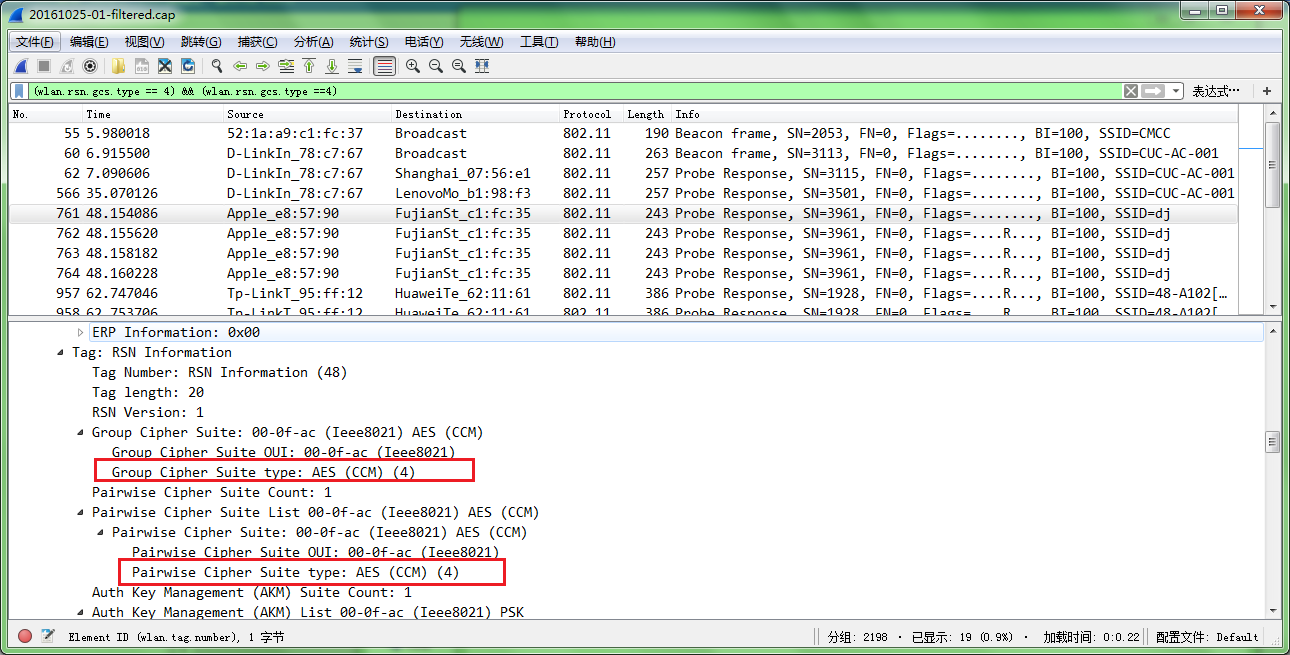 20161025-01-filtered.cap
文件(F) 编辑(E) 视图(V) 跳转(G) 捕获(C) 分析(A) 统计(S) 电话(Y) 无线(W) 工具(T) 帮助(H)
(wlan.rsn.gcs.type == 4) && (wlan.rsn.gcs.type ==4) 表达式… +
No. Time Source Destination Protocol Length Info
55 5.980018 52:1a:a9:c1:fc:37 Broadcast 802.11 190 Beacon frame, SN=2053, FN=0, Flags=........, BI=100, SSID=CMCC
60 6.915500 D-LinkIn_78:c7:67 Broadcast 802.11 263 Beacon frame, SN=3113, FN=0, Flags=........, BI=100, SSID=CUC-AC-001
62 7.090606 D-LinkIn_78:c7:67 Shanghai_07:56:e1 802.11 257 Probe Response, SN=3115, FN=0, Flags=........, BI=100, SSID=CUC-AC-001
566 35.070126 D-LinkIn_78:c7:67 LenovoMo_b1:98:f3 802.11 257 Probe Response, SN=3501, FN=0, Flags=........, BI=100, SSID=CUC-AC-001
761 48.154086 Apple_e8:57:90 FujianSt_c1:fc:35 802.11 243 Probe Response, SN=3961, FN=0, Flags=........, BI=100, SSID=dj
762 48.155620 Apple_e8:57:90 FujianSt_c1:fc:35 802.11 243 Probe Response, SN=3961, FN=0, Flags=....R..., BI=100, SSID=dj
763 48.158182 Apple_e8:57:90 FujianSt_c1:fc:35 802.11 243 Probe Response, SN=3961, FN=0, Flags=....R..., BI=100, SSID=dj
764 48.160228 Apple_e8:57:90 FujianSt_c1:fc:35 802.11 243 Probe Response, SN=3961, FN=0, Flags=....R..., BI=100, SSID=dj
957 62.747046 Tp-LinkT_95:ff:12 HuaweiTe_62:11:61 802.11 386 Probe Response, SN=1928, FN=0, Flags=....R..., BI=100, SSID=48-A102[…
958 62.753706 Tp-LinkT_95:ff:12 HuaweiTe_62:11:61 802.11 386 Probe Response, SN=1928, FN=0, Flags=....R..., BI=100, SSID=48-A102[…
ERP Information: 0x00
Tag: RSN Information
Tag Number: RSN Information (48)
Tag length: 20
RSN Version: 1
Group Cipher Suite: 00-0f-ac (Ieee8021) AES (CCM)
Group Cipher Suite OUI: 00-0f-ac (Ieee8021)
Group Cipher Suite type: AES (CCM) (4)
Pairwise Cipher Suite Count: 1
Pairwise Cipher Suite List 00-0f-ac (Ieee8021) AES (CCM)
Pairwise Cipher Suite: 00-0f-ac (Ieee8021) AES (CCM)
Pairwise Cipher Suite OUI: 00-0f-ac (Ieee8021)
Pairwise Cipher Suite type: AES (CCM) (4)
Auth Key Management (AKM) Suite Count: 1
Auth Key Management (AKM) List 00-0f-ac (Ieee8021) PSK
Element ID (wlan.tag.number), 1 字节 分组: 2198 · 已显示: 19 (0.9%) · 加载时间: 0:0.22 配置文件: Default